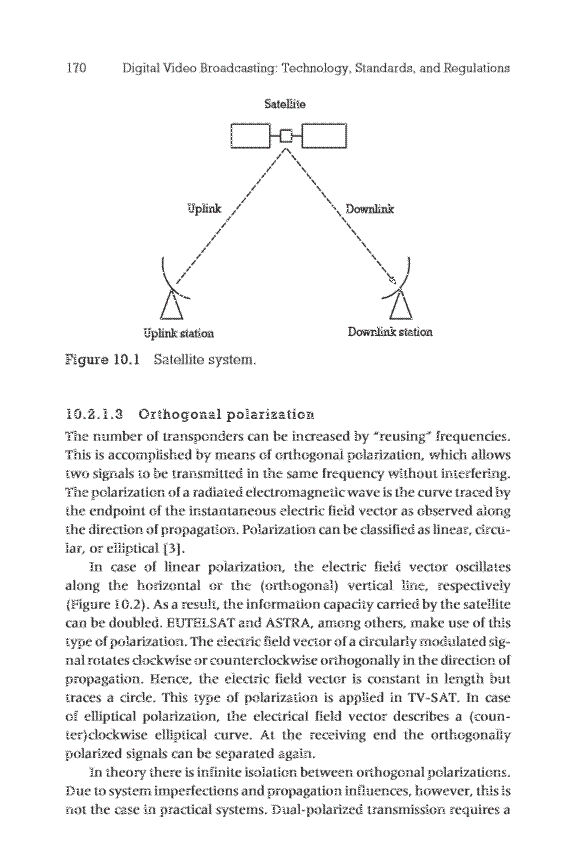 170 Digital Video Broadcasting: Technology, Standards, and Regulations
Satellite
Uplink
Downlink
Uplink station
Downlink station
Figure 10.1 Satellite system.
10.2.1.3 Orthogonal polarization
The number of transponders can be increased by "reusing" frequencies.
This is accomplished by means of orthogonal polarization, which allows
two signals to be transmitted in the same frequency without interfering.
The polarization of a radiated electromagnetic wave is the curve traced by
the endpoint of the instantaneous electric field vector as observed along
the direction of propagation. Polarization can be classified as linear, circu-
lar, or elliptical [3].
In case of linear polarization, the electric field vector oscillates
along the horizontal or the (orthogonal) vertical line, respectively
(Figure 10.2). As a result, the information capacity carried by the satellite
can be doubled. EUTELSAT and ASTRA, among others, make use of this
type of polarization. The electric field vector of a circularly modulated sig-
nal rotates clockwise or counterclockwise orthogonally in the direction of
propagation. Hence, the electric field vector is constant in length but
traces a circle. This type of polarization is applied in TV-SAT. In case
of elliptical polarization, the electrical field vector describes a (coun-
ter)clockwise elliptical curve. At the receiving end the orthogonally
polarized signals can be separated again.
In theory there is infinite isolation between orthogonal polarizations.
Due to system imperfections and propagation influences, however, this is
not the case in practical systems. Dual-polarized transmission requires a